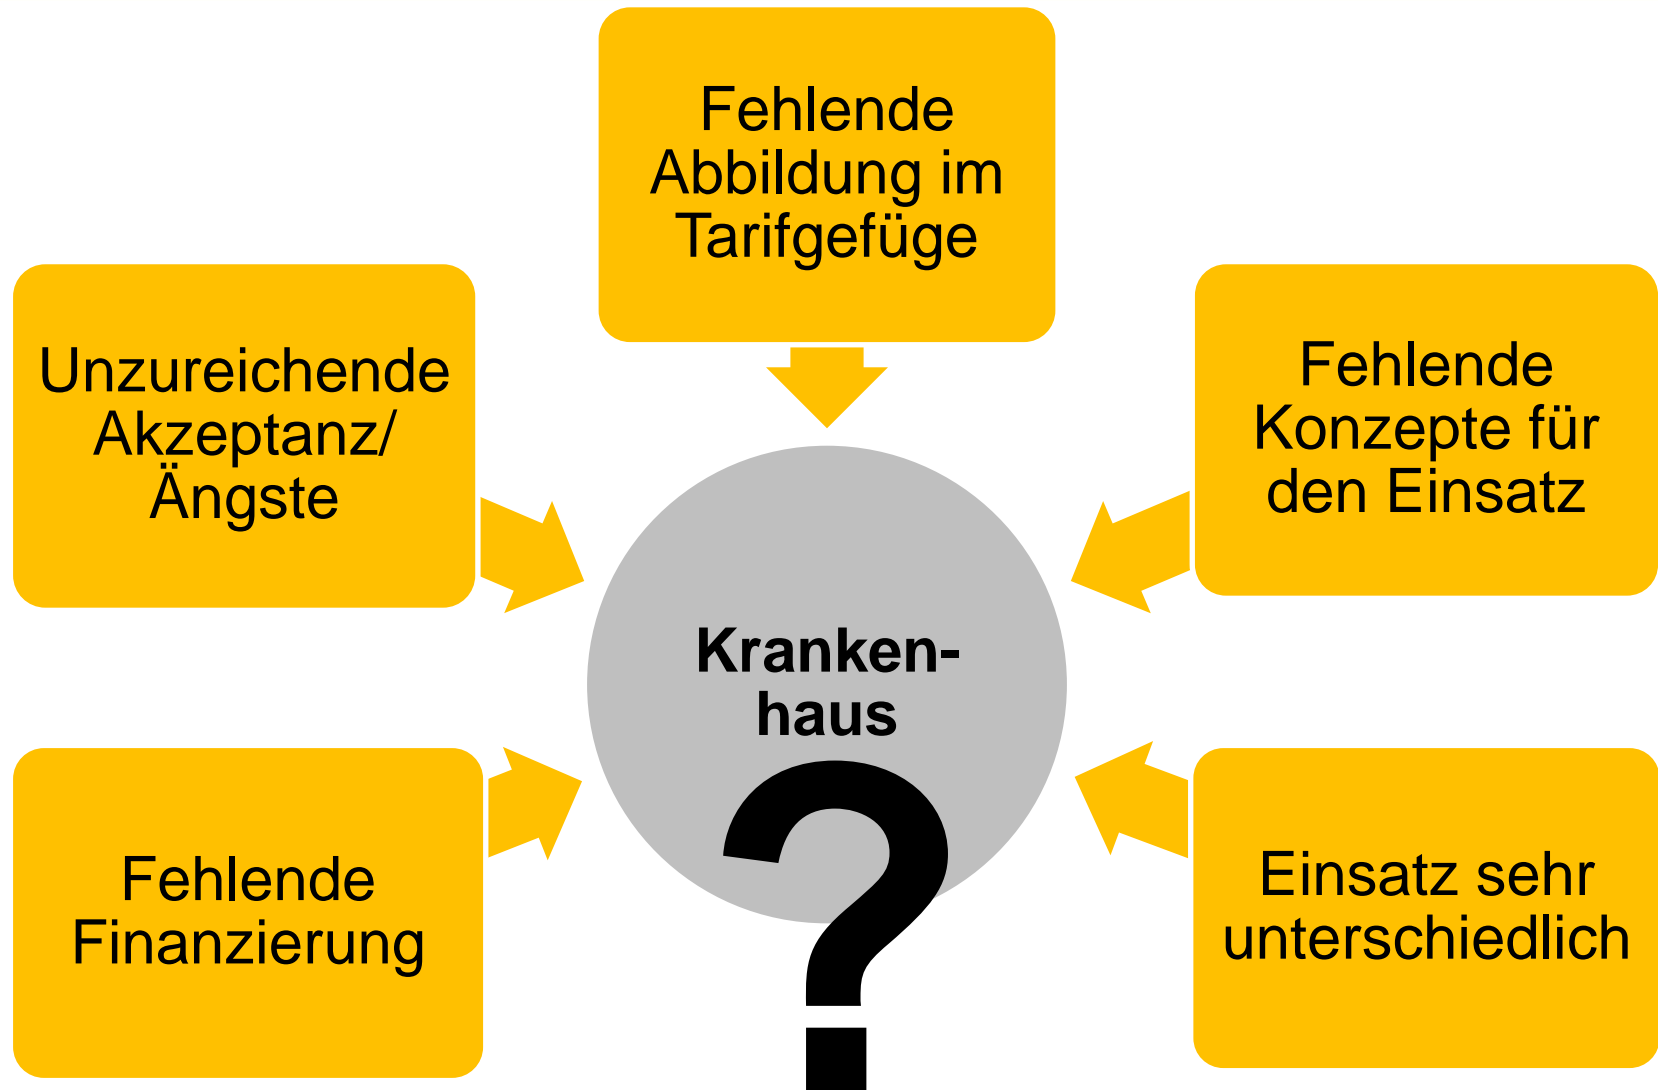 Fehlende
Abbildung im
Tarifgefüge
Unzureichende
Akzeptanz/
Ängste
Fehlende
Konzepte für
den Einsatz
Kranken-
haus
?
Fehlende
Finanzierung
Einsatz sehr
unterschiedlich